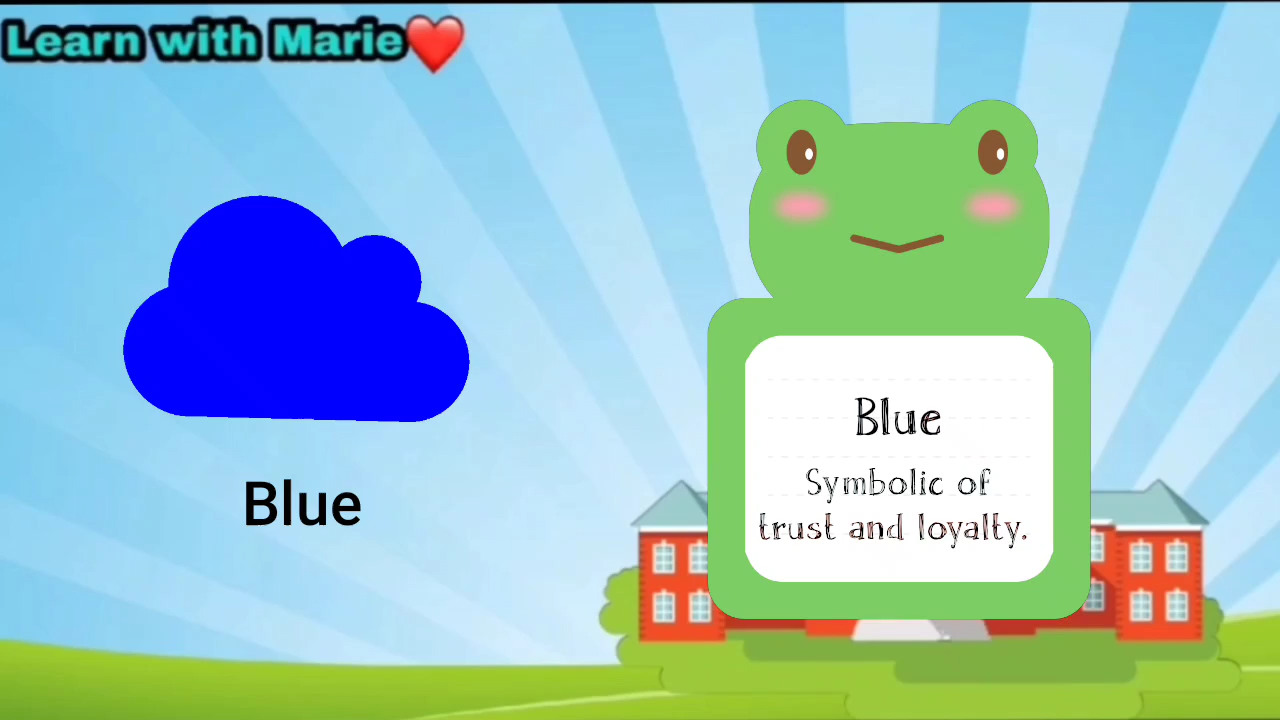 Learn with Marie
Blue
Blue
Symbolic of
trust and loyalty.